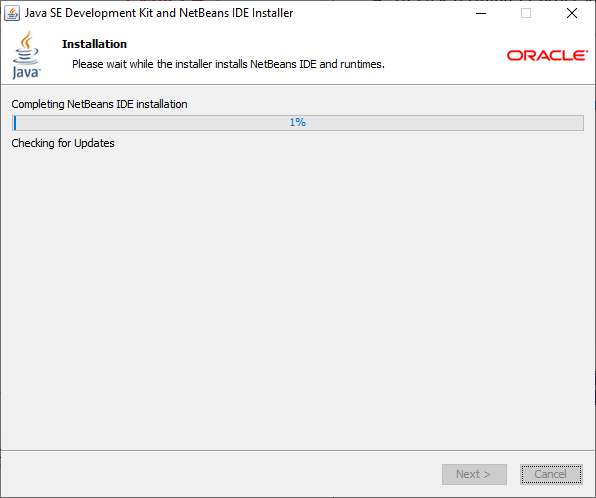 Java SE Development Kit and NetBeans IDE Installer
Installation
Please wait while the installer installs NetBeans IDE and runtimes.
Java™
ORACLE®
Completing NetBeans IDE installation
1%
Checking for Updates
Next >
Cancel